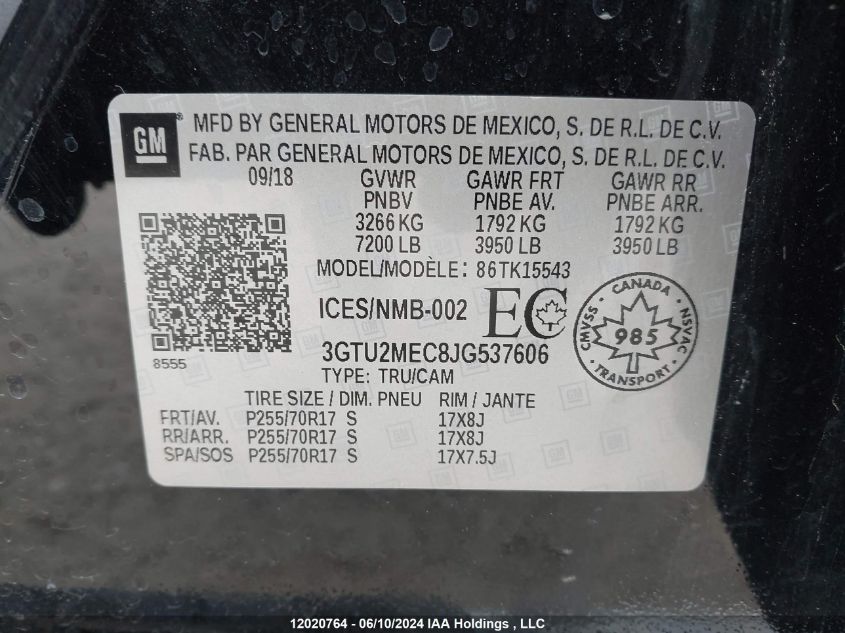 GM ® MFD BY GENERAL MOTORS DE MEXICO, S. DE R.L. DE C.V.
FAB. PAR GENERAL MOTORS DE MEXICO, S. DE R.L. DE C.V.
09/18 GVWR GAWR FRT GAWR RR
PNBV PNBE AV. PNBE ARR.
3266 KG 1792 KG 1792 KG
7200 LB 3950 LB 3950 LB
MODEL/MODÈLE: 86TK15543
ICES/NMB-002 EC
CANADA
CMVSS 985 NSVAC
TRANSPORT
8555
3GTU2MEC8JG537606
TYPE: TRU/CAM
TIRE SIZE / DIM. PNEU RIM / JANTE
FRT/AV. P255/70R17 S 17X8J
RR/ARR. P255/70R17 S 17X8J
SPA/SOS P255/70R17 S 17X7.5J
12020764 - 06/10/2024 IAA Holdings , LLC